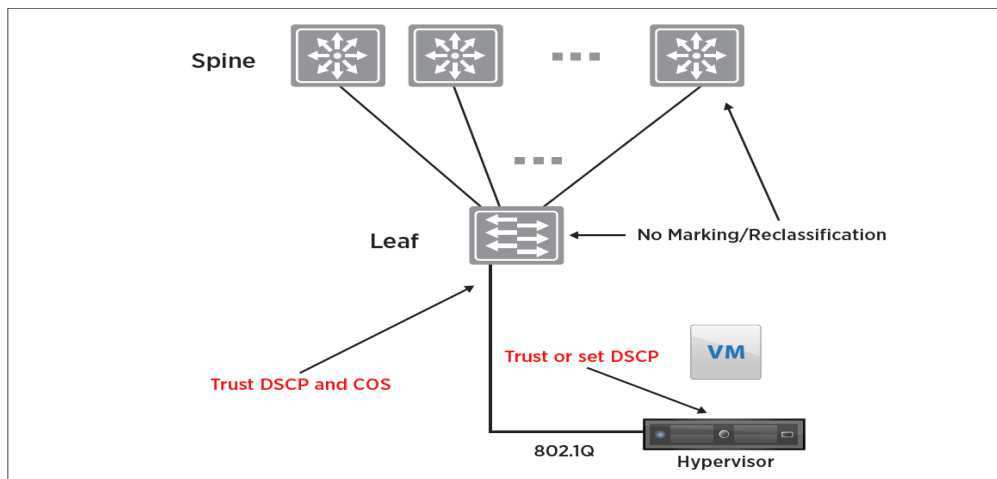 Spine
Leaf
No Marking/Reclassification
Trust or set DSCP
VM
Trust DSCP and COS
802.1Q
Hypervisor